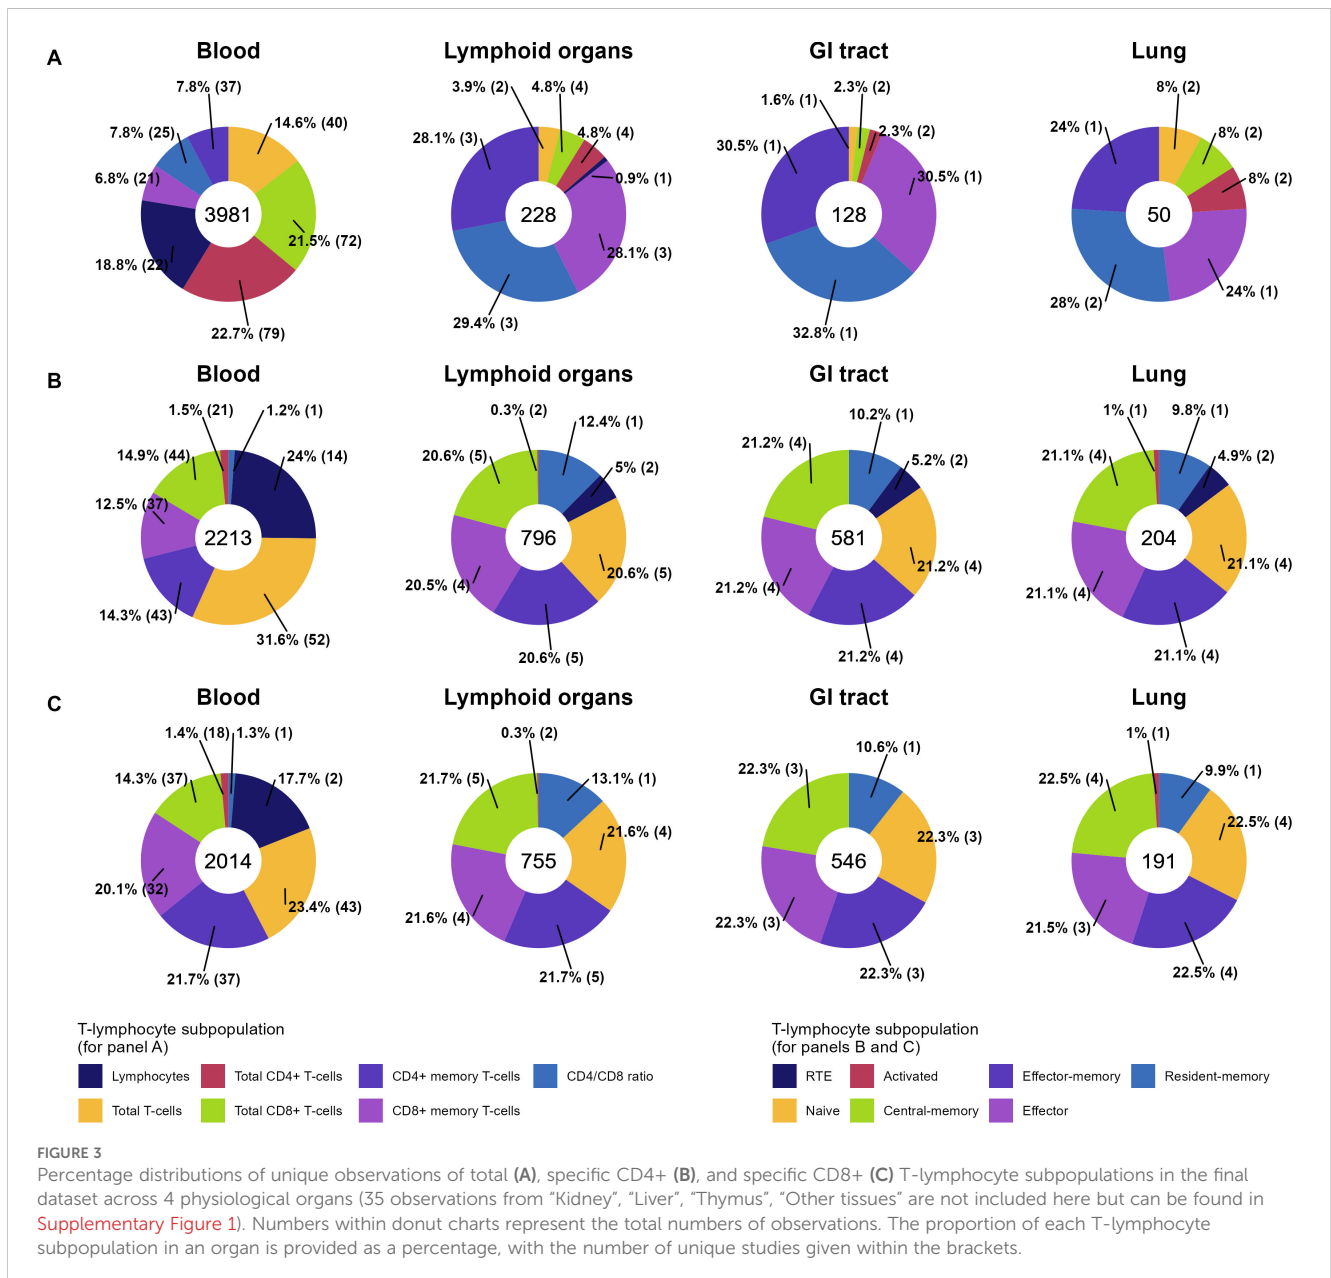 A
Blood
Lymphoid organs
GI tract
Lung
7.8% (37)
7.8% (25)
14.6% (40)
6.8% (21)
3981
21.5% (72)
18.8% (22)
22.7% (79)
3.9% (2)
4.8% (4)
28.1% (3)
4.8% (4)
0.9% (1)
228
28.1% (3)
29.4% (3)
2.3% (2)
1.6% (1)
2.3% (2)
30.5% (1)
30.5% (1)
128
32.8% (1)
8% (2)
24% (1)
8% (2)
8% (2)
50
24% (1)
28% (2)
B
Blood
Lymphoid organs
GI tract
Lung
1.5% (21)
1.2% (1)
14.9% (44)
24% (14)
12.5% (37)
2213
14.3% (43)
31.6% (52)
0.3% (2)
12.4% (1)
20.6% (5)
5% (2)
796
20.6% (5)
20.5% (4)
20.6% (5)
10.2% (1)
21.2% (4)
5.2% (2)
581
21.2% (4)
21.2% (4)
21.2% (4)
1% (1)
9.8% (1)
21.1% (4)
4.9% (2)
204
21.1% (4)
21.1% (4)
21.1% (4)
C
Blood
Lymphoid organs
GI tract
Lung
1.4% (18)
1.3% (1)
14.3% (37)
17.7% (2)
2014
20.1% (32)
23.4% (43)
21.7% (37)
0.3% (2)
21.7% (5)
13.1% (1)
21.6% (4)
755
21.6% (4)
21.7% (5)
10.6% (1)
22.3% (3)
22.3% (3)
546
22.3% (3)
22.3% (3)
1% (1)
22.5% (4)
9.9% (1)
22.5% (4)
191
21.5% (3)
22.5% (4)
T-lymphocyte subpopulation
(for panel A)
Lymphocytes
Total CD4+ T-cells
CD4+ memory T-cells
CD4/CD8 ratio
Total T-cells
Total CD8+ T-cells
CD8+ memory T-cells
T-lymphocyte subpopulation
(for panels B and C)
RTE
Activated
Effector-memory
Resident-memory
Naive
Central-memory
Effector
FIGURE 3
Percentage distributions of unique observations of total (A), specific CD4+ (B), and specific CD8+ (C) T-lymphocyte subpopulations in the final
dataset across 4 physiological organs (35 observations from “Kidney”, “Liver”, “Thymus”, “Other tissues” are not included here but can be found in
Supplementary Figure 1). Numbers within donut charts represent the total numbers of observations. The proportion of each T-lymphocyte
subpopulation in an organ is provided as a percentage, with the number of unique studies given within the brackets.